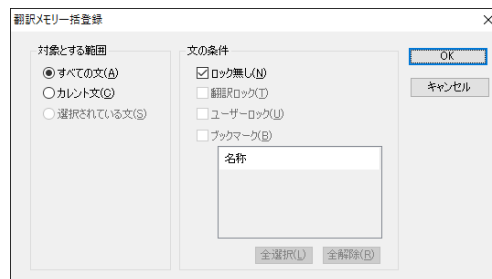 翻訳メモリー括登録
対象とする範囲
すべての文(A)
カレント文(C)
選択されている文(S)
文の条件
ロック無し(N)
翻訳ロック(T)
ユーザーロック(U)
ブックマーク(B)
名称
全選択(L)
全解除(R)
OK
キャンセル